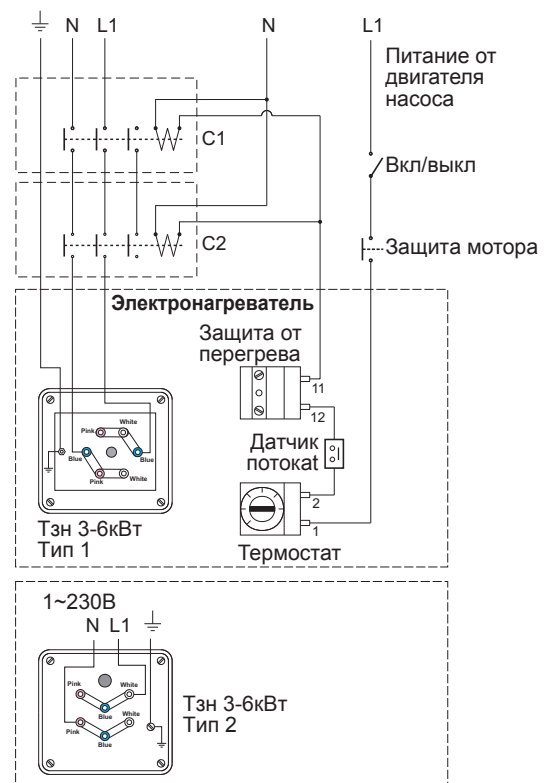 N L1 N L1
Питание от
двигателя
насоса
C1
Вкл/выкл
C2
Защита мотора
Электронагреватель
Защита от
перегрева
11
12
White
Pink
Blue
Blue
Pink
White
Датчик
потокаt
2
1
Тзн 3-6кВт
Тип 1
Термостат
1~230В
N L1
Pink
White
Blue
White
Pink
Blue
Тзн 3-6кВт
Тип 2